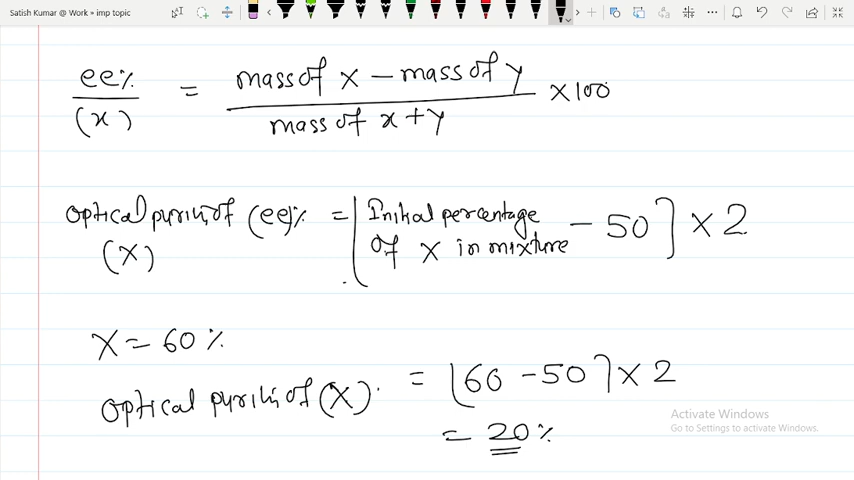 Satish Kumar @ Work » imp topic
ee% / (x) = mass of x - mass of y / mass of x+y × 100
Optical purity of (ee)% (X) = [Initial percentage of X in mixture - 50] × 2
X = 60%
Optical purity of (X). = [60 - 50] × 2
= 20%
Activate Windows
Go to Settings to activate Windows.